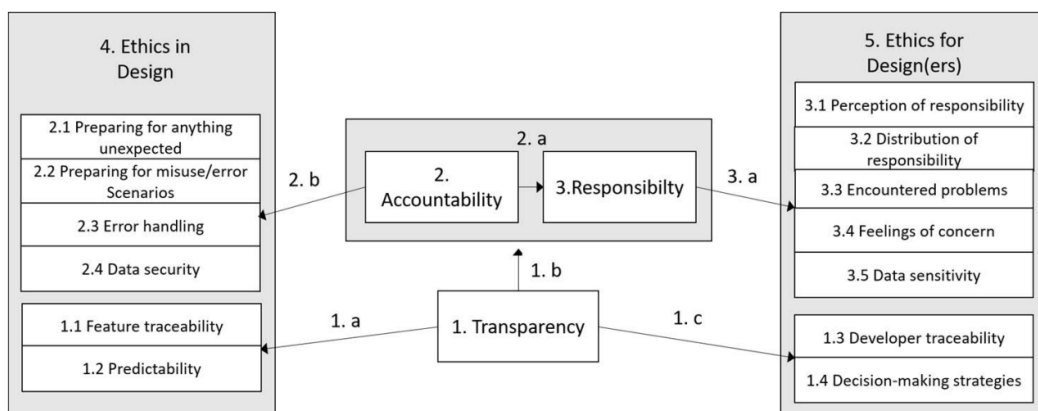 4. Ethics in
Design
2.1 Preparing for anything
unexpected
2.2 Preparing for misuse/error
Scenarios
2.3 Error handling
2.4 Data security
1.1 Feature traceability
1.2 Predictability
2. b
1. a
2. a
2.
Accountability
3.Responsibilty
1. b
1. Transparency
3. a
1. c
5. Ethics for
Design(ers)
3.1 Perception of responsibility
3.2 Distribution of
responsibility
3.3 Encountered problems
3.4 Feelings of concern
3.5 Data sensitivity
1.3 Developer traceability
1.4 Decision-making strategies